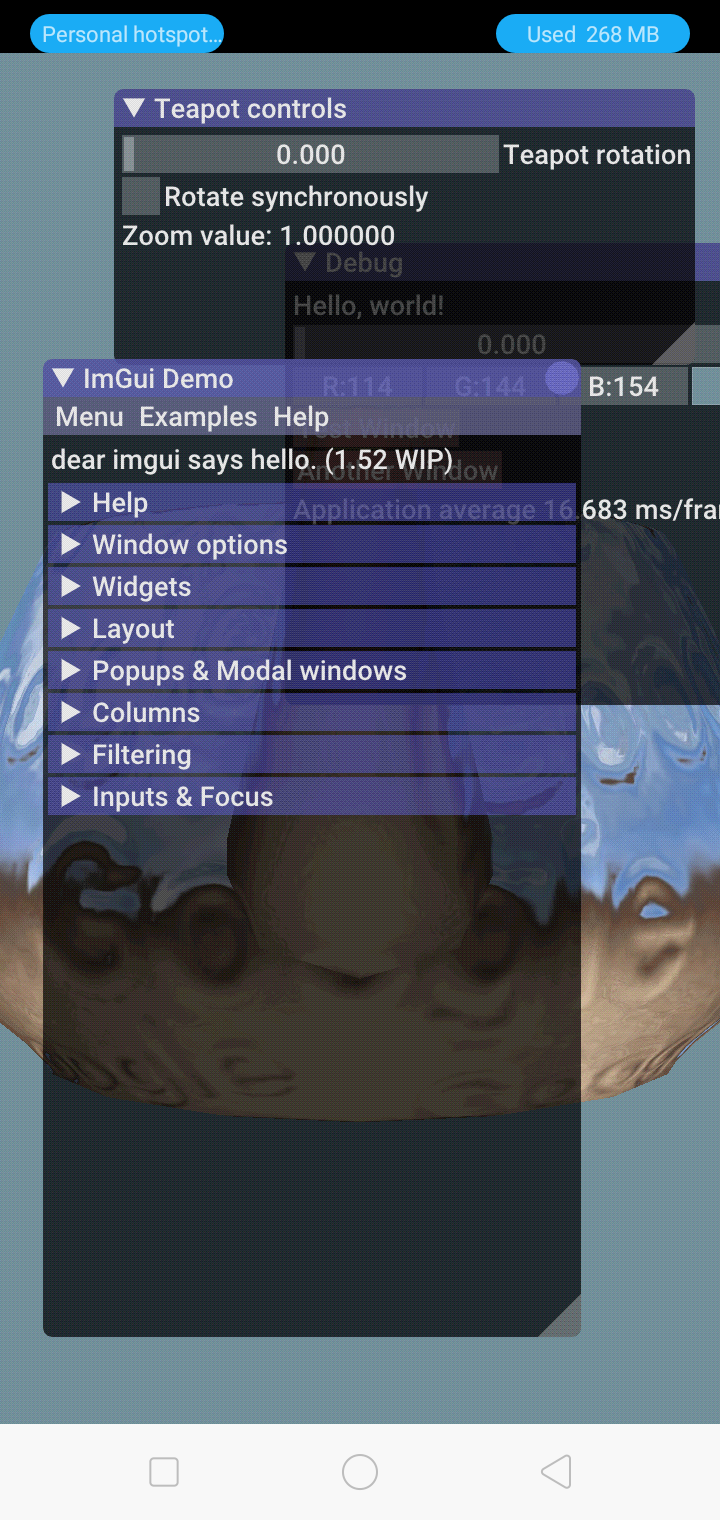 Personal hotspot...
Used 268 MB
Teapot controls
0.000 Teapot rotation
Rotate synchronously
Zoom value: 1.000000
Debug
Hello, world!
0.000
ImGui Demo
R:114 G:144 B:154
Menu Examples Help
Test Window
dear imgui says hello. (1.52 WIP)
Another Window
Help
Application average 16.683 ms/fra
Window options
Widgets
Layout
Popups & Modal windows
Columns
Filtering
Inputs & Focus